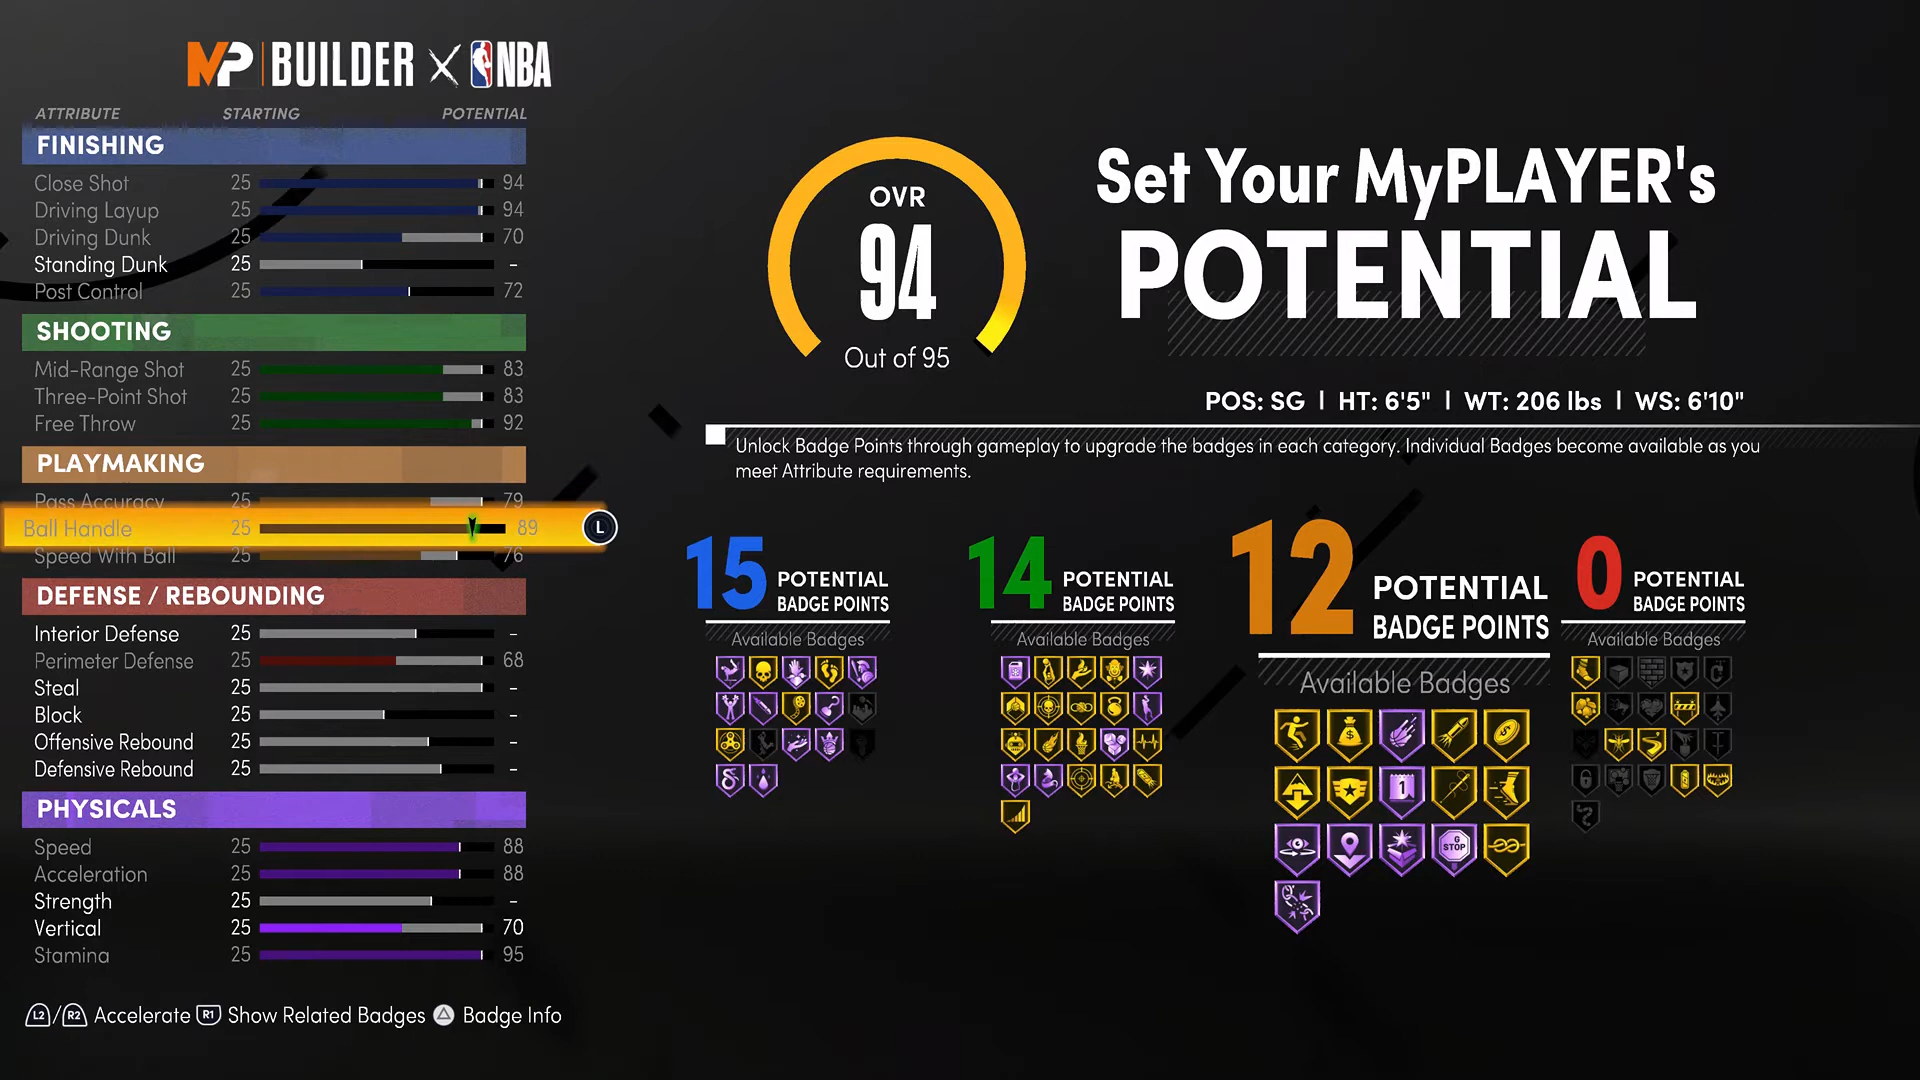 MP | BUILDER X NBA
ATTRIBUTE STARTING POTENTIAL
FINISHING
Close Shot 25 94
Driving Layup 25 94
Driving Dunk 25 70
Standing Dunk 25 -
Post Control 25 72
SHOOTING
Mid-Range Shot 25 83
Three-Point Shot 25 83
Free Throw 25 92
PLAYMAKING
Pass Accuracy 25 79
Ball Handle 25 89 L
Speed With Ball 25 76
DEFENSE / REBOUNDING
Interior Defense 25 -
Perimeter Defense 25 68
Steal 25 -
Block 25 -
Offensive Rebound 25 -
Defensive Rebound 25 -
PHYSICALS
Speed 25 88
Acceleration 25 88
Strength 25 -
Vertical 25 70
Stamina 25 95
L2/R2 Accelerate R1 Show Related Badges Badge Info
OVR
94
Out of 95
Set Your MyPLAYER's
POTENTIAL
POS: SG | HT: 6'5" | WT: 206 lbs | WS: 6'10"
Unlock Badge Points through gameplay to upgrade the badges in each category. Individual Badges become available as you
meet Attribute requirements.
15 POTENTIAL
BADGE POINTS
Available Badges
14 POTENTIAL
BADGE POINTS
Available Badges
12 POTENTIAL
BADGE POINTS
Available Badges
1
G
STOP
0 POTENTIAL
BADGE POINTS
Available Badges